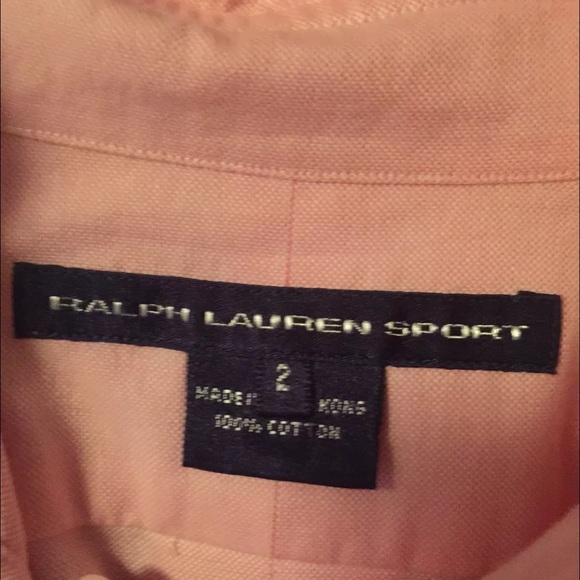 RALPH LAUREN SPORT
2
MADE KONG
100% COTTON